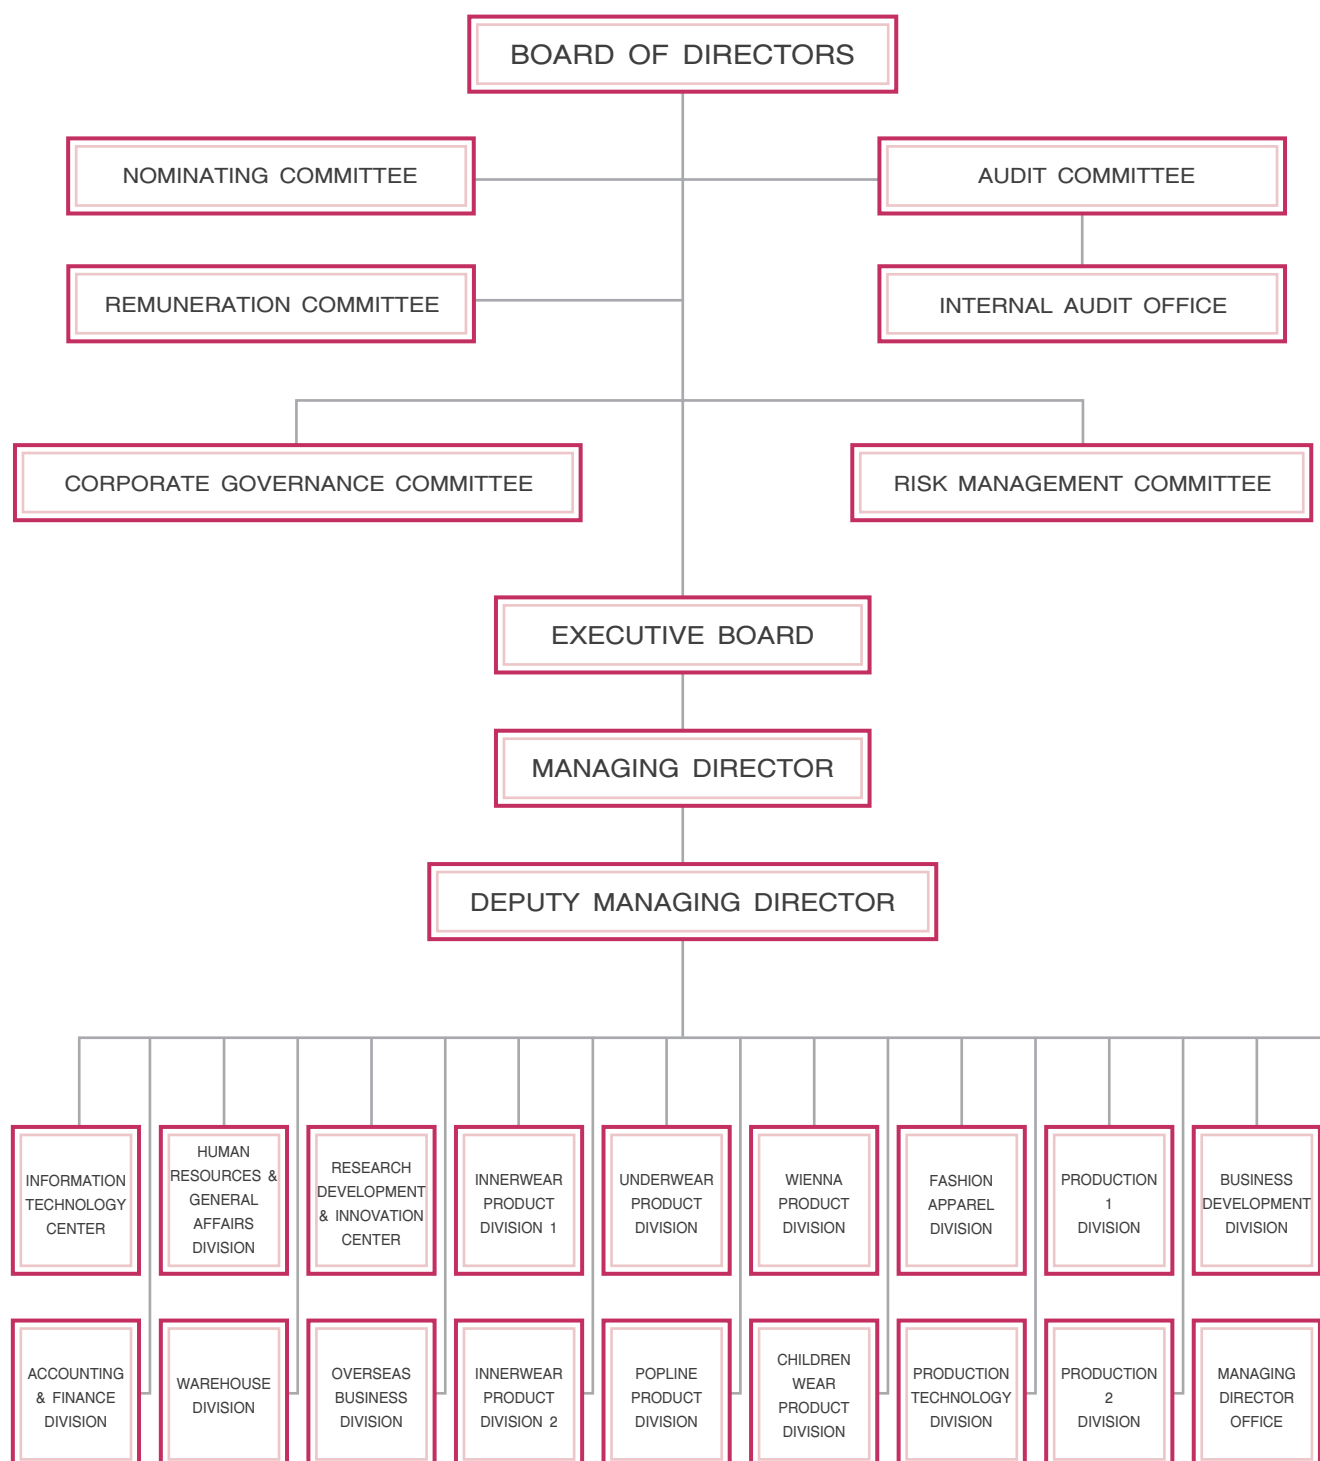 BOARD OF DIRECTORS
NOMINATING COMMITTEE
AUDIT COMMITTEE
REMUNERATION COMMITTEE
INTERNAL AUDIT OFFICE
CORPORATE GOVERNANCE COMMITTEE
RISK MANAGEMENT COMMITTEE
EXECUTIVE BOARD
MANAGING DIRECTOR
DEPUTY MANAGING DIRECTOR
INFORMATION
TECHNOLOGY
CENTER
HUMAN
RESOURCES &
GENERAL
AFFAIRS
DIVISION
RESEARCH
DEVELOPMENT
& INNOVATION
CENTER
INNERWEAR
PRODUCT
DIVISION 1
UNDERWEAR
PRODUCT
DIVISION
WIENNA
PRODUCT
DIVISION
FASHION
APPAREL
DIVISION
PRODUCTION
1
DIVISION
BUSINESS
DEVELOPMENT
DIVISION
ACCOUNTING
& FINANCE
DIVISION
WAREHOUSE
DIVISION
OVERSEAS
BUSINESS
DIVISION
INNERWEAR
PRODUCT
DIVISION 2
POPLINE
PRODUCT
DIVISION
CHILDREN
WEAR
PRODUCT
DIVISION
PRODUCTION
TECHNOLOGY
DIVISION
PRODUCTION
2
DIVISION
MANAGING
DIRECTOR
OFFICE